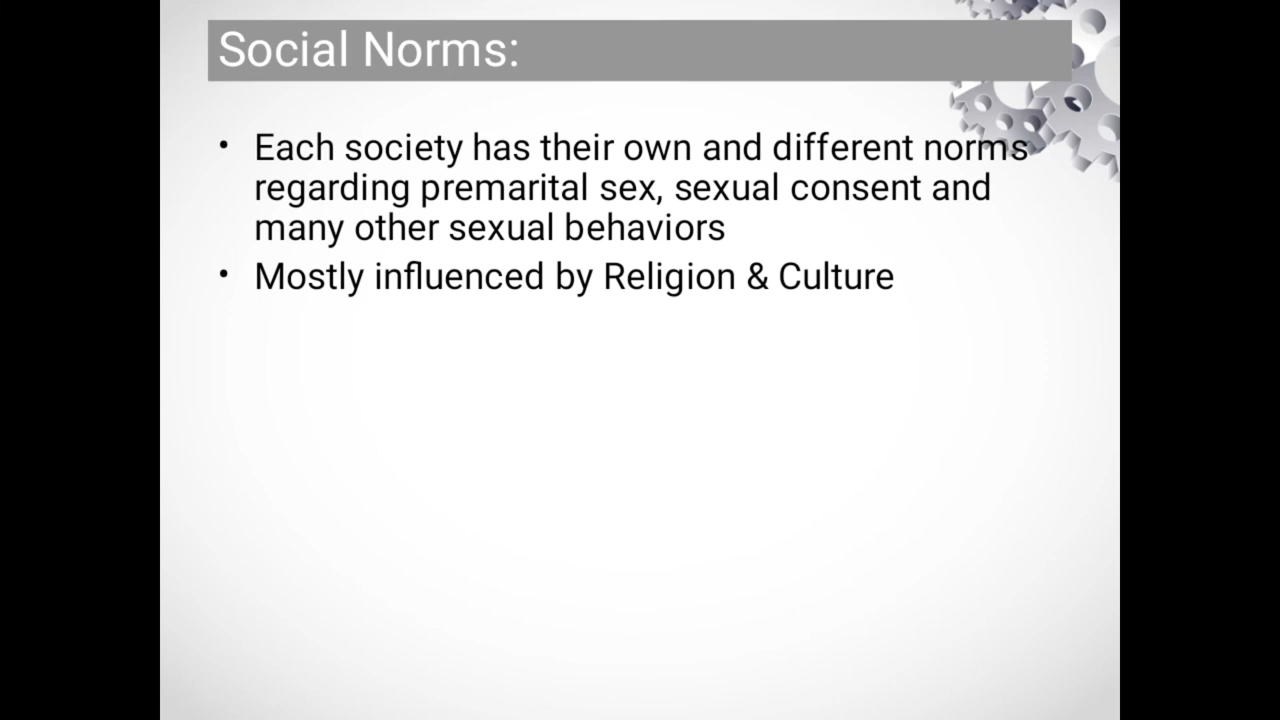 Social Norms:
• Each society has their own and different norms
regarding premarital sex, sexual consent and
many other sexual behaviors
• Mostly influenced by Religion & Culture